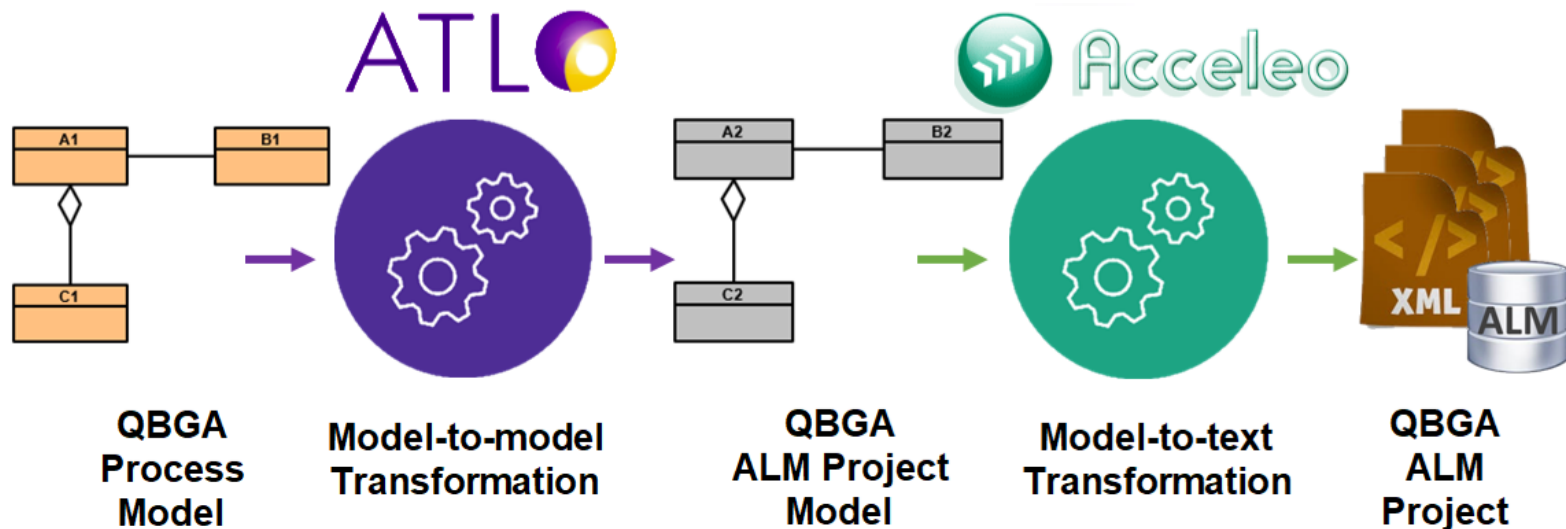 ATL
Acceleo
A1
B1
C1
A2
B2
C2
</>
XML
ALM
QBGA
Process
Model
Model-to-model
Transformation
QBGA
ALM Project
Model
Model-to-text
Transformation
QBGA
ALM
Project